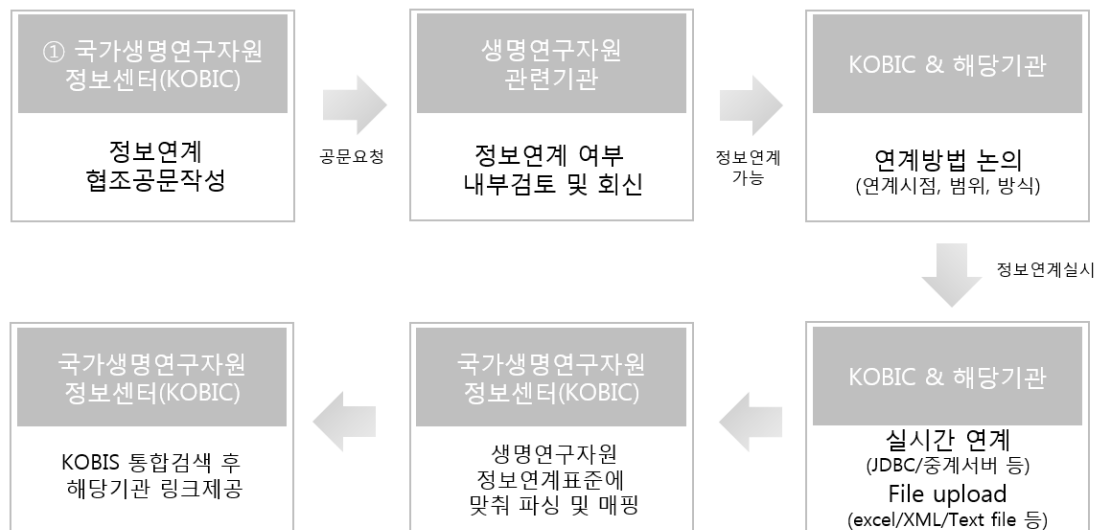 ① 국가생명연구자원
정보센터(KOBIC)
정보연계
협조공문작성
공문요청
생명연구자원
관련기관
정보연계 여부
내부검토 및 회신
정보연계
가능
KOBIC & 해당기관
연계방법 논의
(연계시점, 범위, 방식)
정보연계실시
KOBIC & 해당기관
실시간 연계
(JDBC/중계서버 등)
File upload
(excel/XML/Text file 등)
국가생명연구자원
정보센터(KOBIC)
생명연구자원
정보연계표준에
맞춰 파싱 및 매핑
국가생명연구자원
정보센터(KOBIC)
KOBIS 통합검색 후
해당기관 링크제공